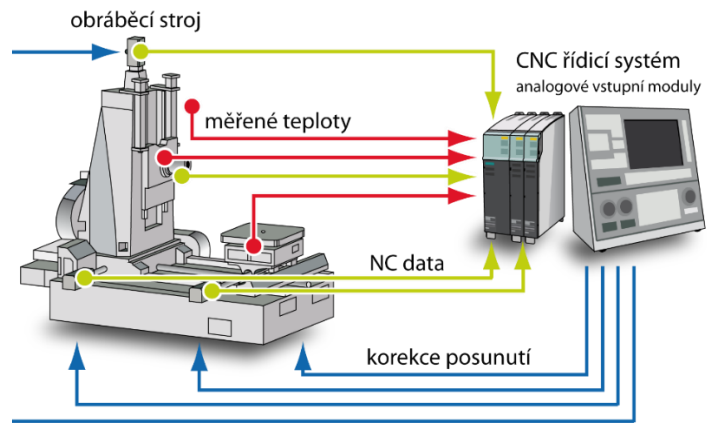 obráběcí stroj
CNC řídicí systém
analogové vstupní moduly
měřené teploty
NC data
korekce posunutí